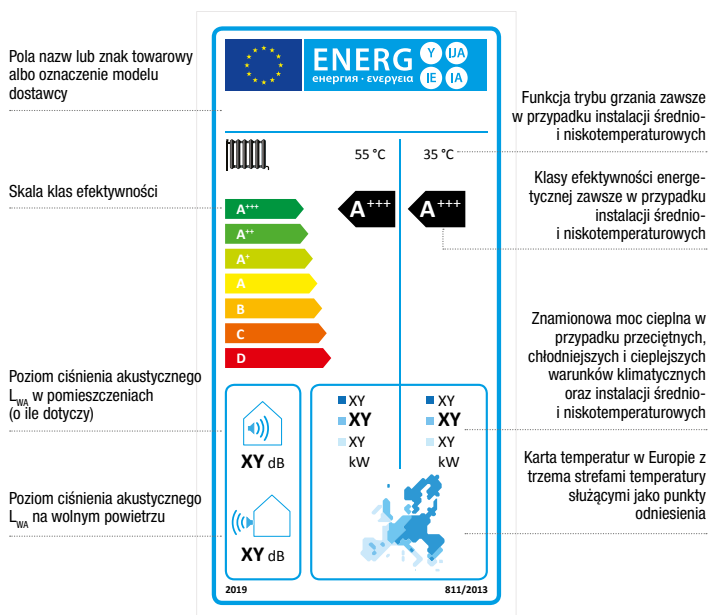 Pola nazw lub znak towarowy
albo oznaczenie modelu
dostawcy
Skala klas efektywności
Poziom ciśnienia akustycznego
LWA w pomieszczeniach
(o ile dotyczy)
Poziom ciśnienia akustycznego
LWA na wolnym powietrzu
ENERG Y IJA
енергия · ενεργεια IE IA
55 °C 35 °C
A+++ A+++
A+++
A++
A+
A
B
C
D
XY dB
XY dB
XY XY
XY XY
XY XY
kW kW
2019 811/2013
Funkcja trybu grzania zawsze
w przypadku instalacji średnio-
i niskotemperaturowych
Klasy efektywności energe-
tycznej zawsze w przypadku
instalacji średnio-
i niskotemperaturowych
Znamionowa moc cieplna w
przypadku przeciętnych,
chłodniejszych i cieplejszych
warunków klimatycznych
oraz instalacji średnio-
i niskotemperaturowych
Karta temperatur w Europie z
trzema strefami temperatury
służącymi jako punkty
odniesienia